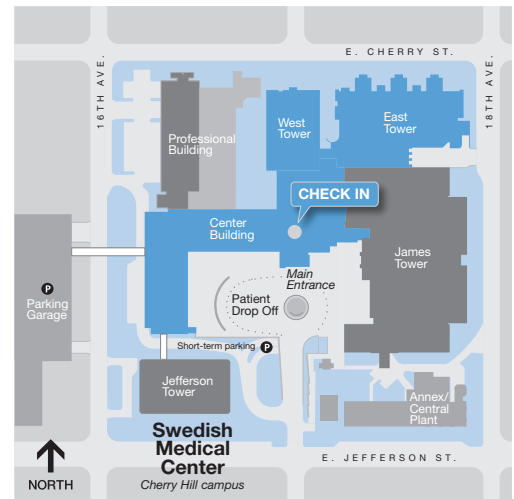 E. CHERRY ST.
16TH AVE.
18TH AVE.
West
Tower
East
Tower
Professional
Building
CHECK IN
Center
Building
James
Tower
Main
Entrance
P
Parking
Garage
Patient
Drop Off
Short-term parking P
Jefferson
Tower
Annex/
Central
Plant
Swedish
Medical
Center
Cherry Hill campus
E. JEFFERSON ST.
NORTH